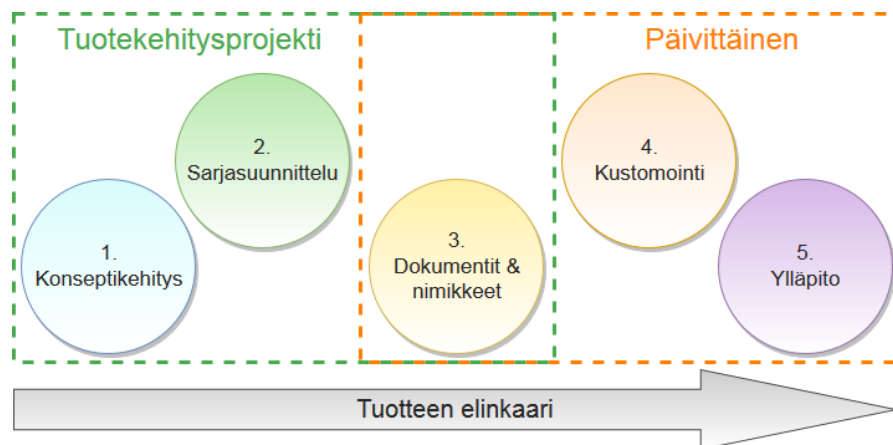 Tuotekehitysprojekti
Päivittäinen
1.
Konseptikehitys
2.
Sarjasuunnittelu
3.
Dokumentit &
nimikkeet
4.
Kustomointi
5.
Ylläpito
Tuotteen elinkaari